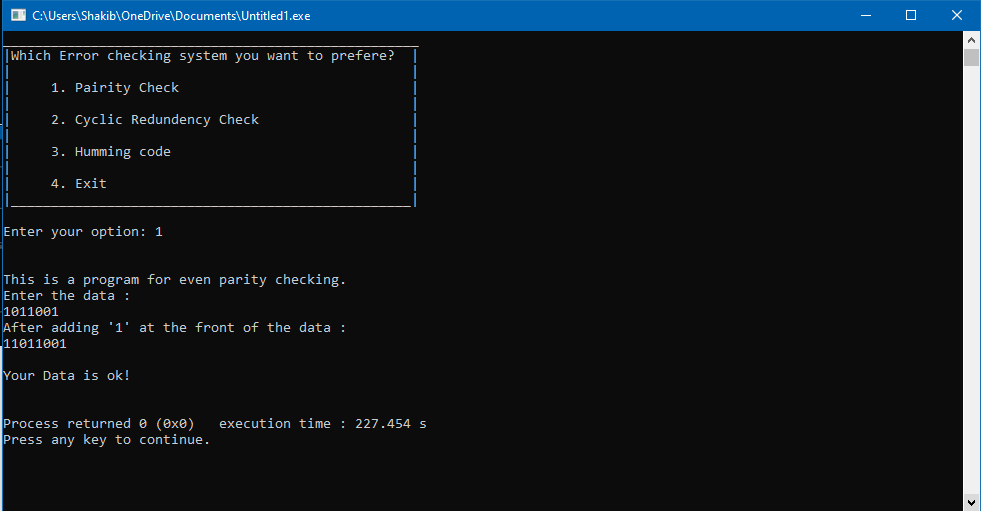 C:\Users\Shakib\OneDrive\Documents\Untitled1.exe
|Which Error checking system you want to prefere? |
1. Pairity Check
2. Cyclic Redundency Check
3. Humming code
4. Exit
Enter your option: 1
This is a program for even parity checking.
Enter the data :
1011001
After adding '1' at the front of the data :
11011001
Your Data is ok!
Process returned 0 (0x0)   execution time : 227.454 s
Press any key to continue.